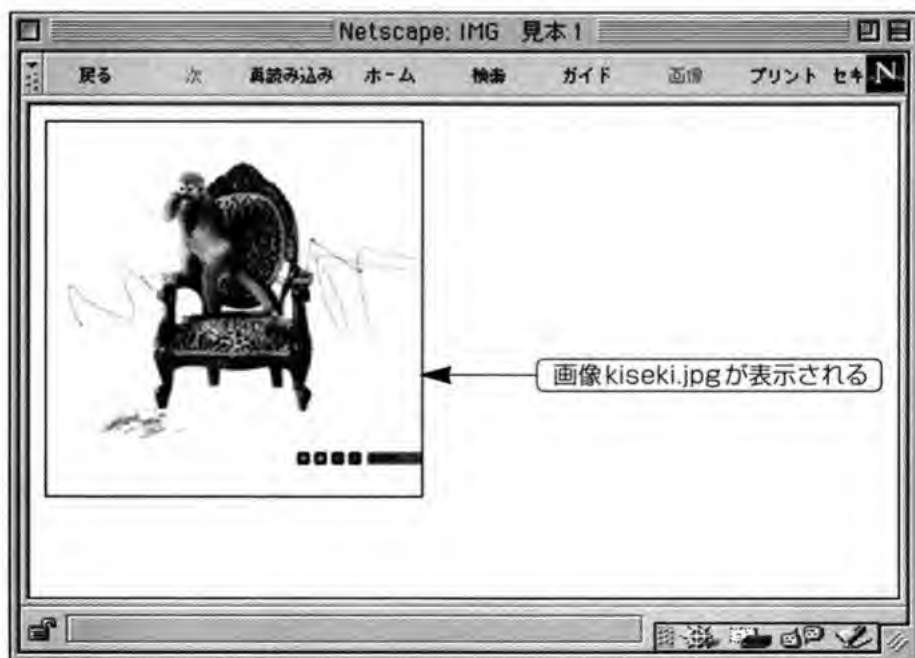 Netscape: IMG 見本1
戻る 次 再読み込み ホーム 検索 ガイド 画像 プリント セキ N
画像kiseki.jpgが表示される